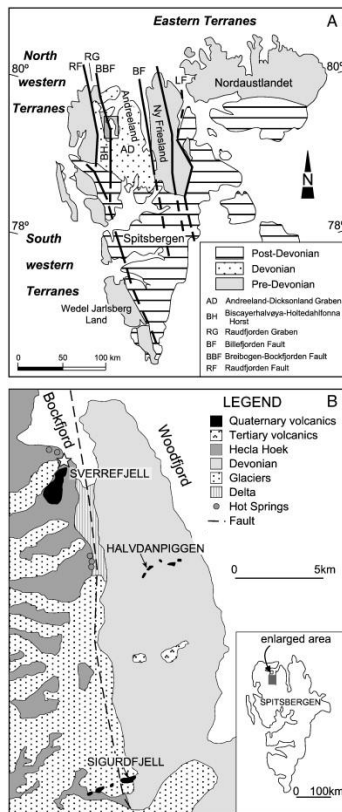 Eastern Terranes
A
RG
RF
BBF
BF
LF
80°
80°
North
western
Terranes
Nordaustlandet
Andreeland
Ny Friesland
BH
AD
N
78°
78°
Spitsbergen
South
western
Terranes
Wedel Jarlsberg
Land
Post-Devonian
Devonian
Pre-Devonian
AD Andreeland-Dicksonland Graben
BH Biscayerhalvøya-Holtedahlfonna
Horst
RG Raudfjorden Graben
BF Billefjorden Fault
BBF Breibogen-Bockfjorden Fault
RF Raudfjorden Fault
0 50 100 km
B
Bockfjord
Woodfjord
LEGEND
Quaternary volcanics
Tertiary volcanics
Hecla Hoek
Devonian
Glaciers
Delta
Hot Springs
Fault
SVERREFJELL
HALVDANPIGGEN
0 5km
enlarged area
SPITSBERGEN
SIGURDFJELL
0 100km